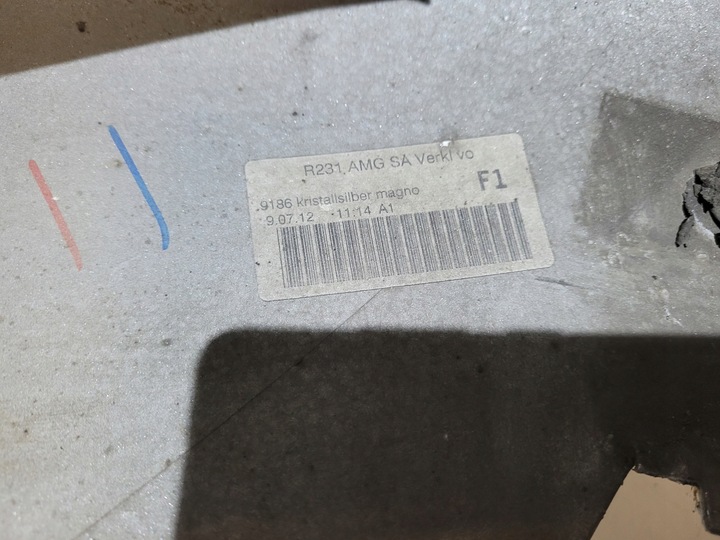 R231 AMG SA Verkl vo
9186 kristallsilber magno
F1
9.07.12 11:14 A1